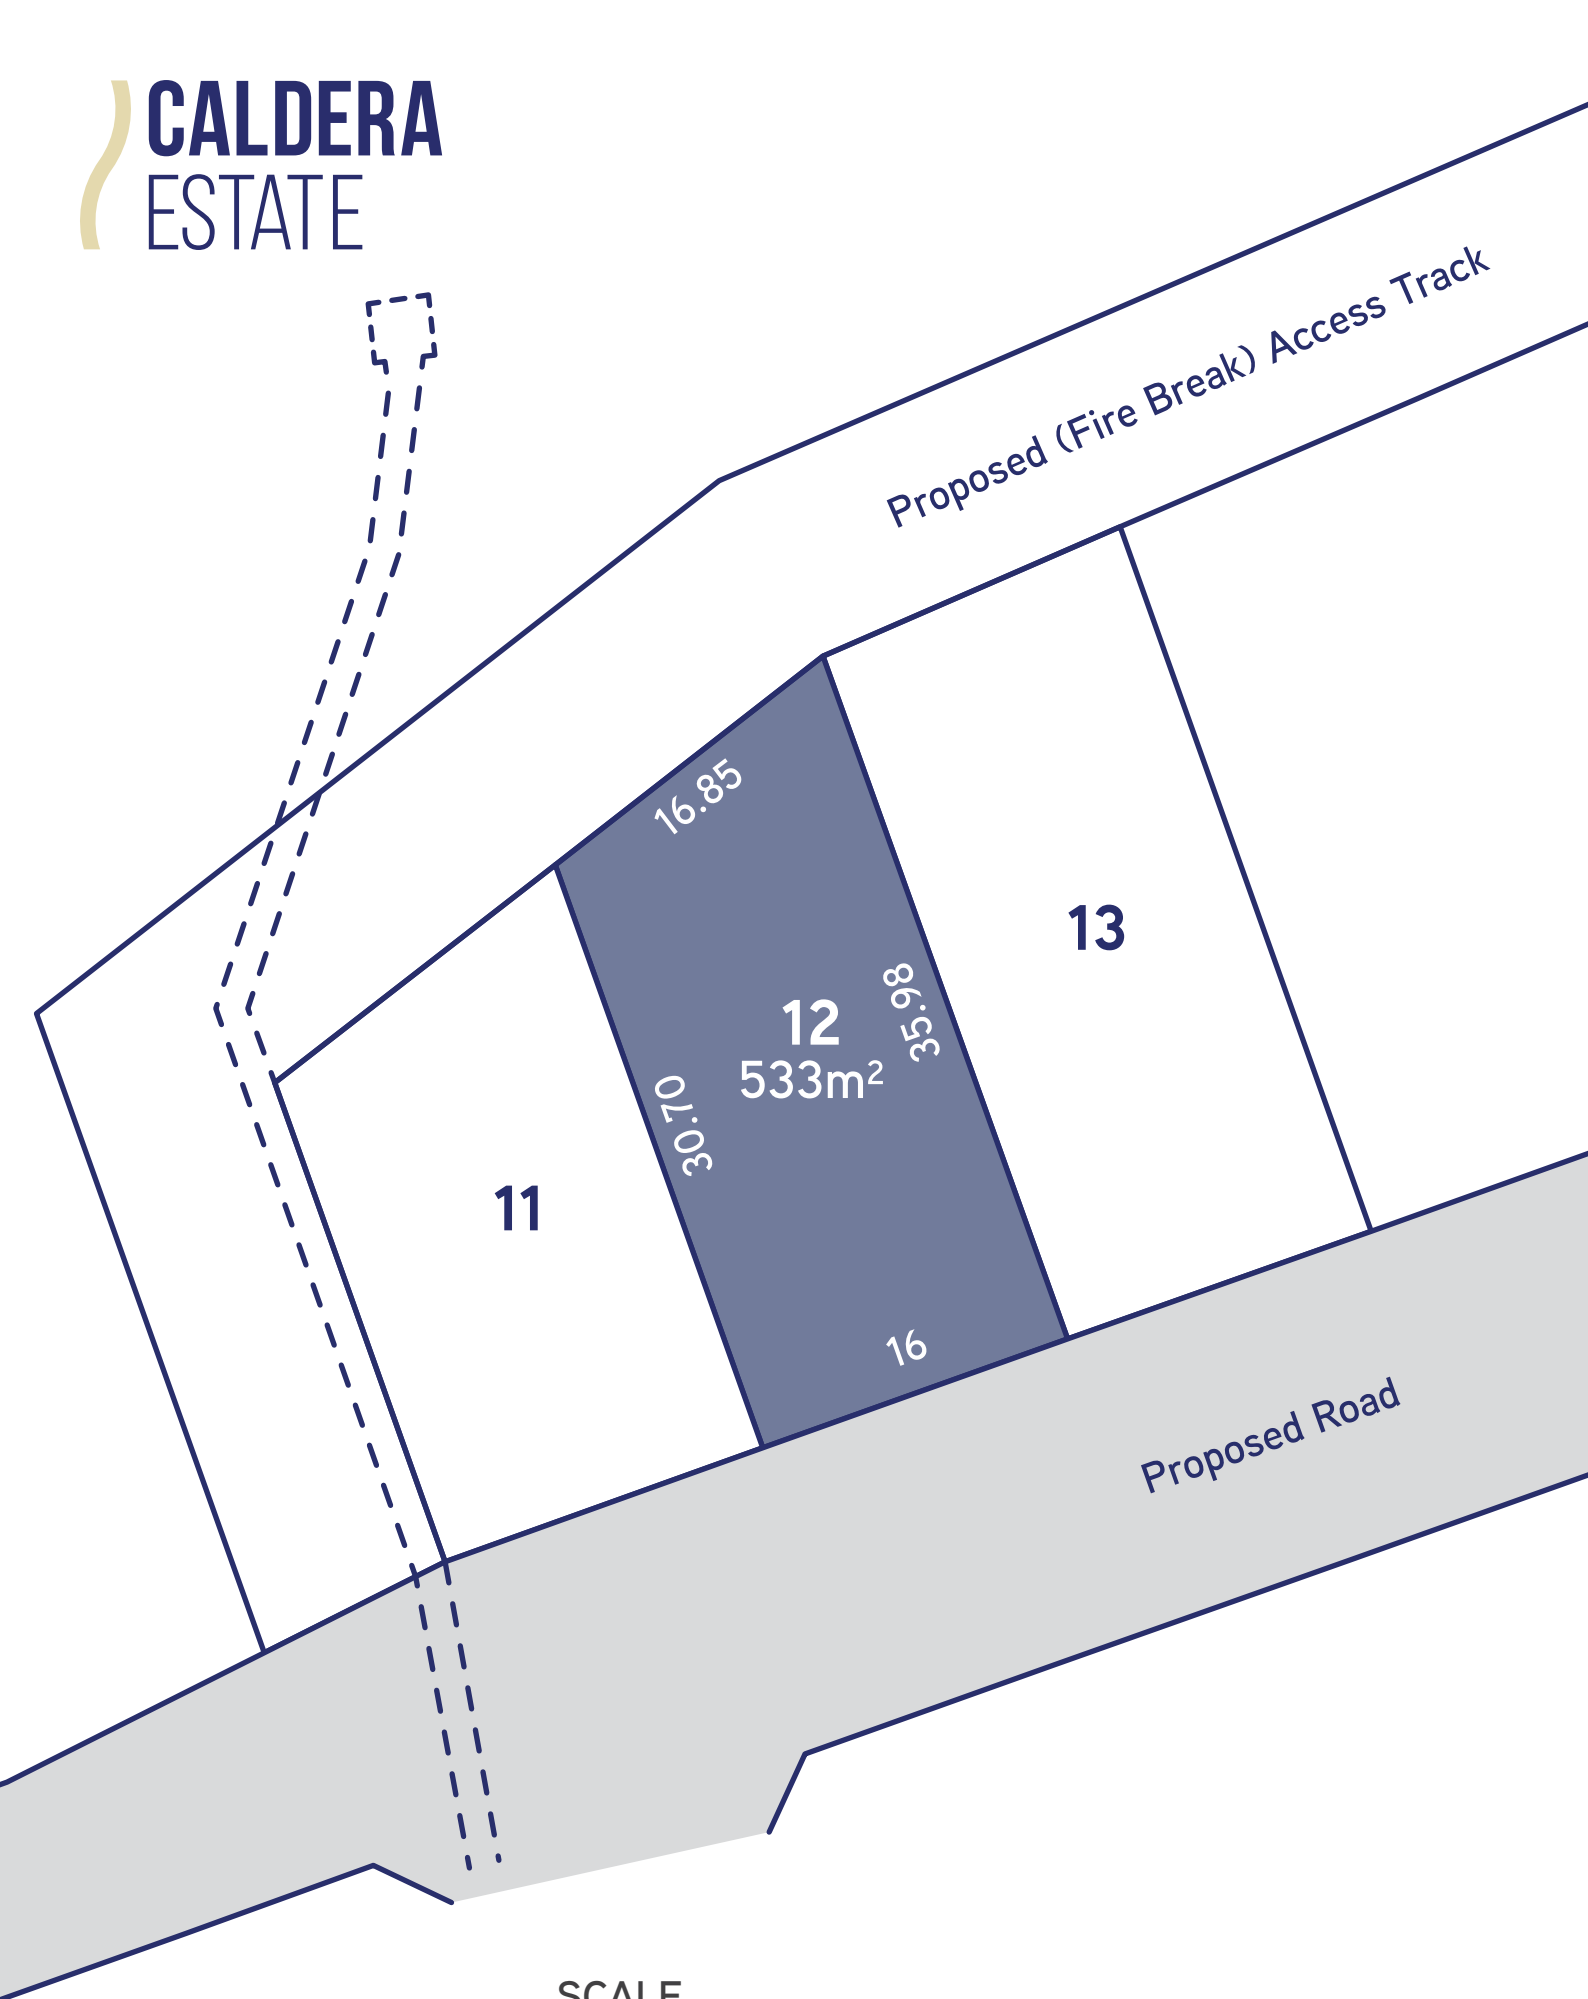 CALDERA
ESTATE
Proposed (Fire Break) Access Track
16.85
13
12
533m²
35.98
30.70
11
16
Proposed Road
SCALE